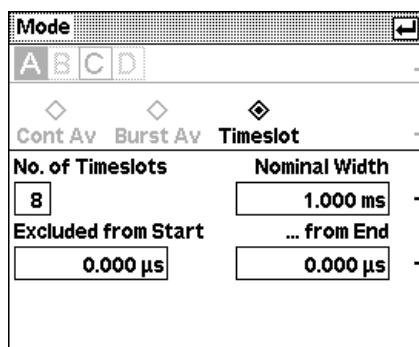 Mode
A B C D
Cont Av Burst Av Timeslot
No. of Timeslots Nominal Width
8 1.000 ms
Excluded from Start ... from End
0.000 µs 0.000 µs